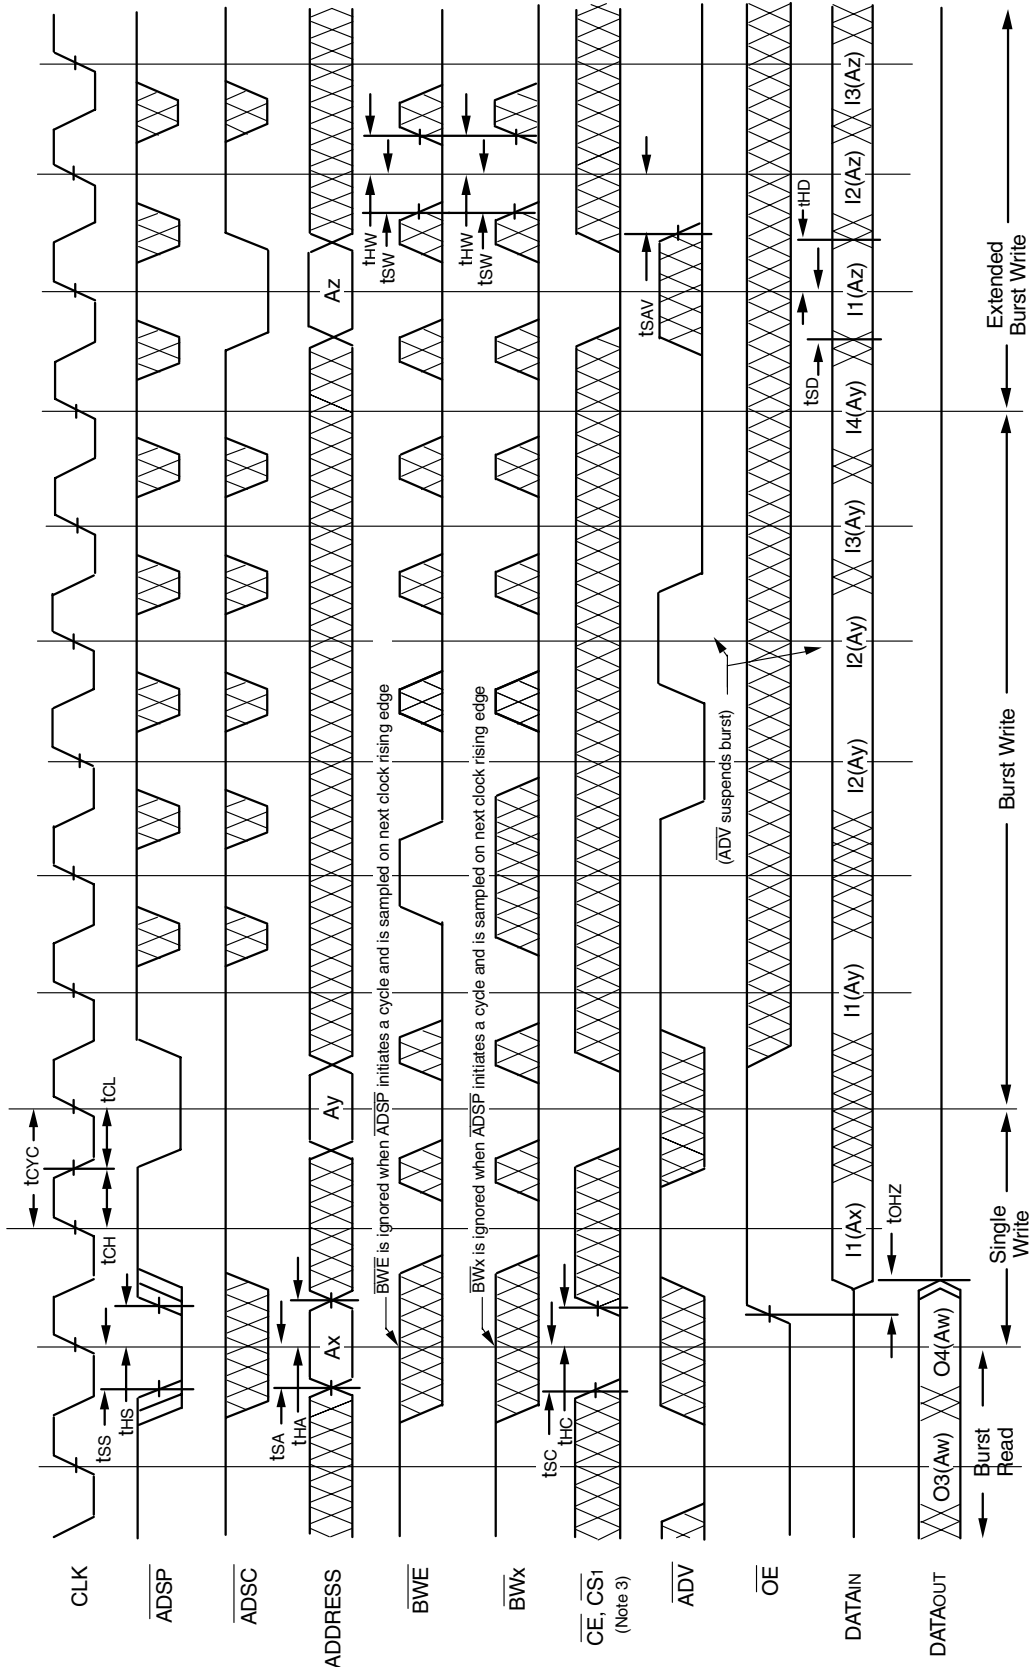 CLK
tCYC
tCH
tCL
tSS
tHS
ADSP
ADSC
ADDRESS
Ax
Ay
Az
tSA
tHA
BWE
BWE is ignored when ADSP initiates a cycle and is sampled on next clock rising edge
tHW
tSW
BWx
BWx is ignored when ADSP initiates a cycle and is sampled on next clock rising edge
tHW
tSW
CE, CS1
(Note 3)
tSC
tHC
ADV
tSAV
(ADV suspends burst)
OE
tOHZ
tSD
tHD
DATAIN
I1(Ax)
I1(Ay)
I2(Ay)
I2(Ay)
I3(Ay)
I4(Ay)
I1(Az)
I2(Az)
I3(Az)
DATAOUT
O3(Aw)
O4(Aw)
Burst
Read
Single
Write
Burst Write
Extended
Burst Write